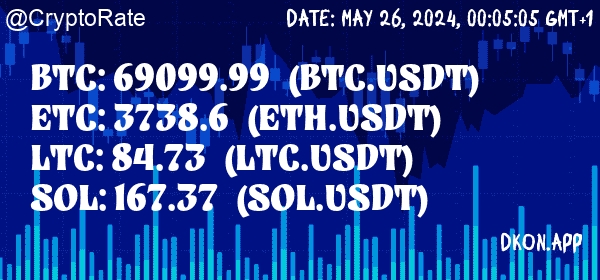 @CryptoRate
DATE: MAY 26, 2024, 00:05:05 GMT+1
BTC: 69099.99 (BTC.USDT)
ETC: 3738.6 (ETH.USDT)
LTC: 84.73 (LTC.USDT)
SOL: 167.37 (SOL.USDT)
DKON.APP